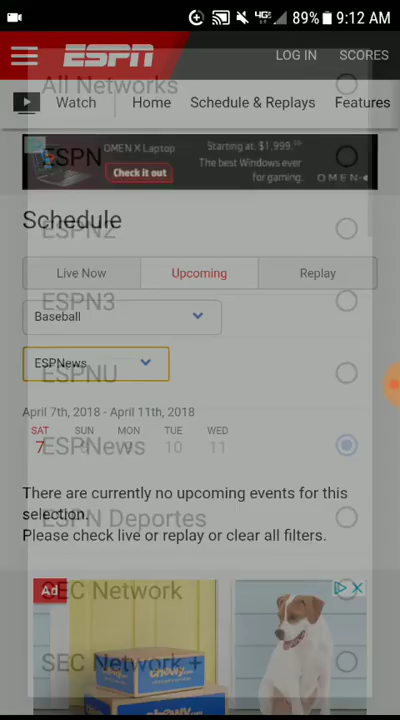 89% 9:12 AM
ESPN LOG IN SCORES
All Networks
Watch Home Schedule & Replays Features
OMEN X Laptop Starting at: $1,999.
ESPN
The best Windows ever
Check it out for gaming. OMEN
Schedule
ESPN2
Live Now Upcoming Replay
ESPN3
Baseball
ESPNews
ESPNU
April 7th, 2018 - April 11th, 2018
SAT SUN MON TUE WED
7 10 11
ESPNews
There are currently no upcoming events for this
selection.
ESPN Deportes
Please check live or replay or clear all filters.
Ad
SEC Network
chewy.com
SEC Network +
chewy